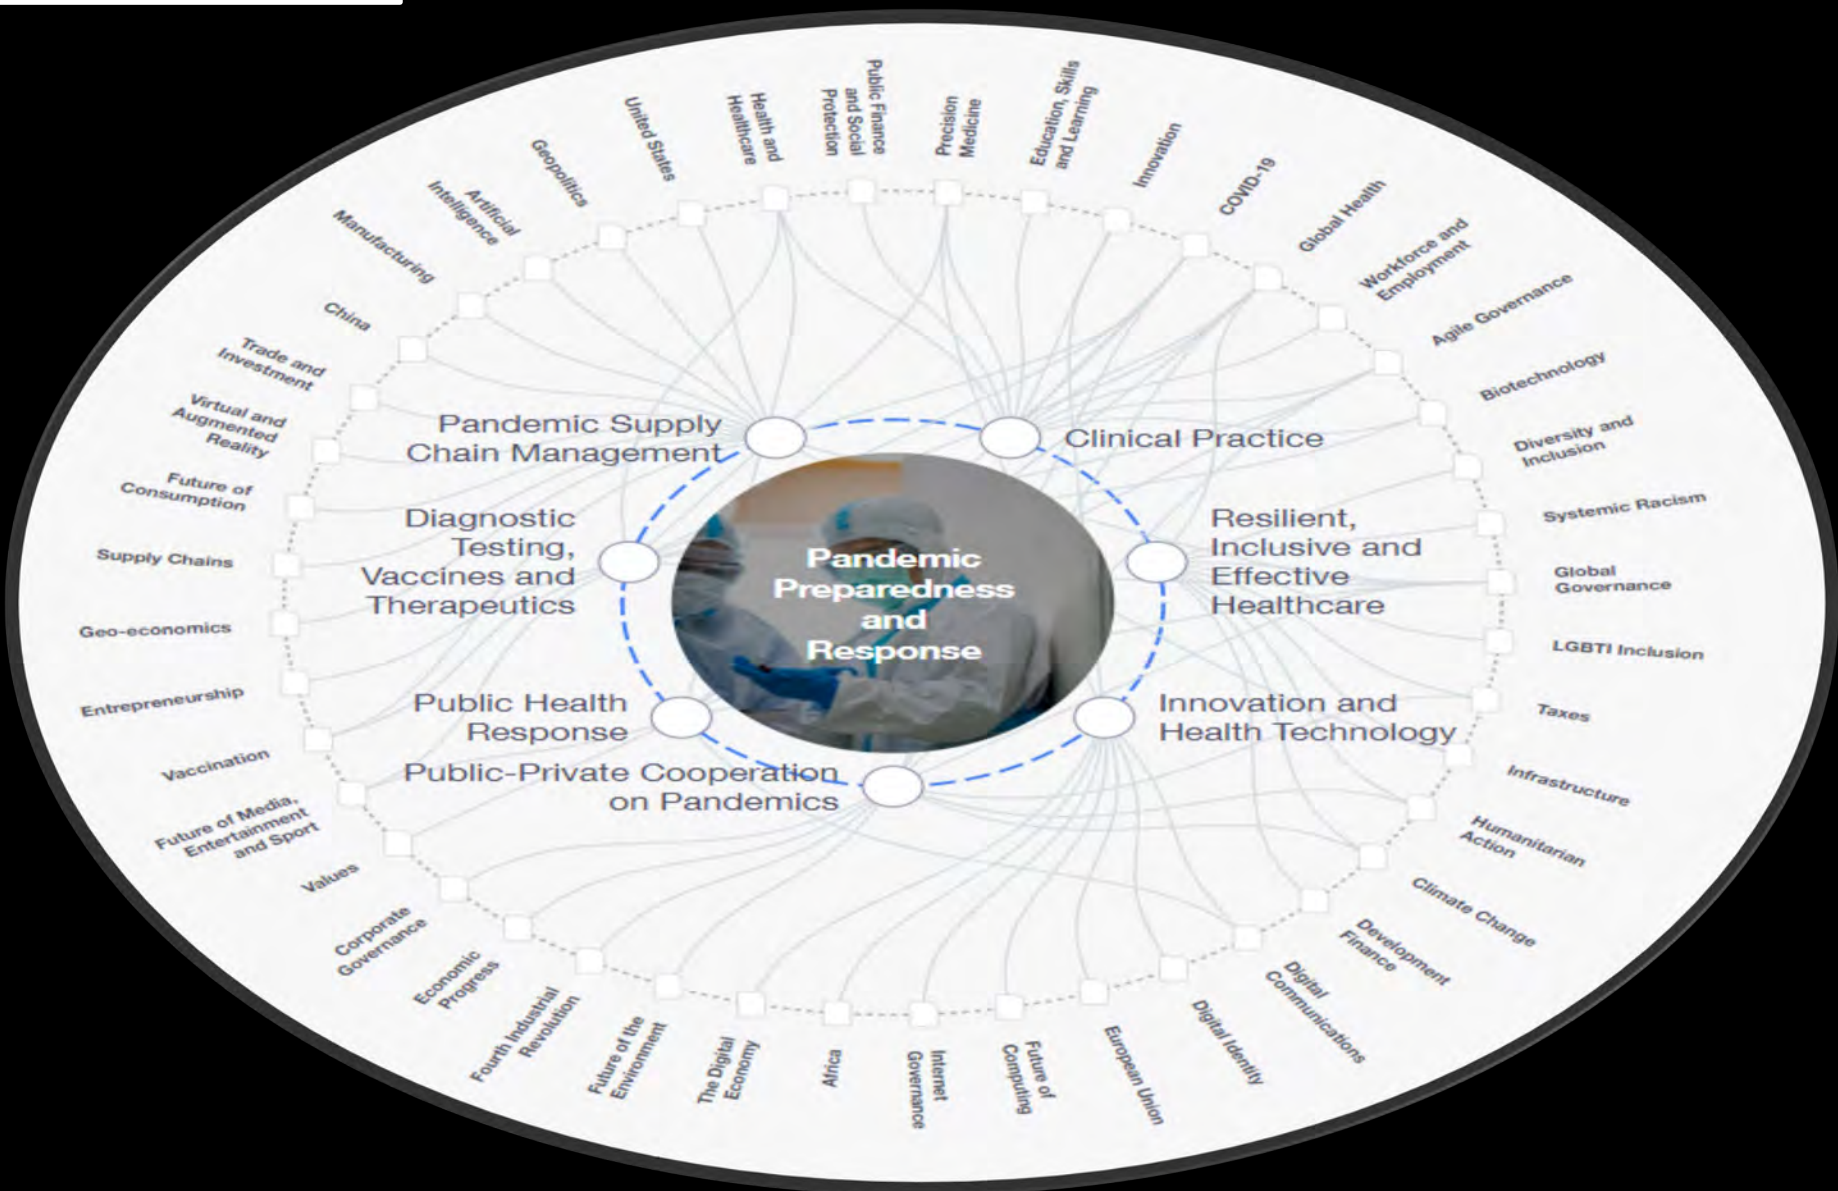 Pandemic
Preparedness
and
Response
Pandemic Supply
Chain Management
Clinical Practice
Resilient,
Inclusive and
Effective
Healthcare
Innovation and
Health Technology
Public-Private Cooperation
on Pandemics
Public Health
Response
Diagnostic
Testing,
Vaccines and
Therapeutics
Public Finance
and Social
Protection
Precision
Medicine
Education, Skills
and Learning
Innovation
COVID-19
Global Health
Workforce and
Employment
Agile Governance
Biotechnology
Diversity and
Inclusion
Systemic Racism
Global
Governance
LGBTI Inclusion
Taxes
Infrastructure
Humanitarian
Action
Climate Change
Development
Finance
Digital
Communications
Digital Identity
European Union
Future of
Computing
Internet
Governance
Africa
The Digital
Economy
Future of the
Environment
Fourth Industrial
Revolution
Economic
Progress
Corporate
Governance
Values
Future of Media,
Entertainment
and Sport
Vaccination
Entrepreneurship
Geo-economics
Supply Chains
Future of
Consumption
Virtual and
Augmented
Reality
Trade and
Investment
China
Manufacturing
Artificial
Intelligence
Geopolitics
United States
Health and
Healthcare